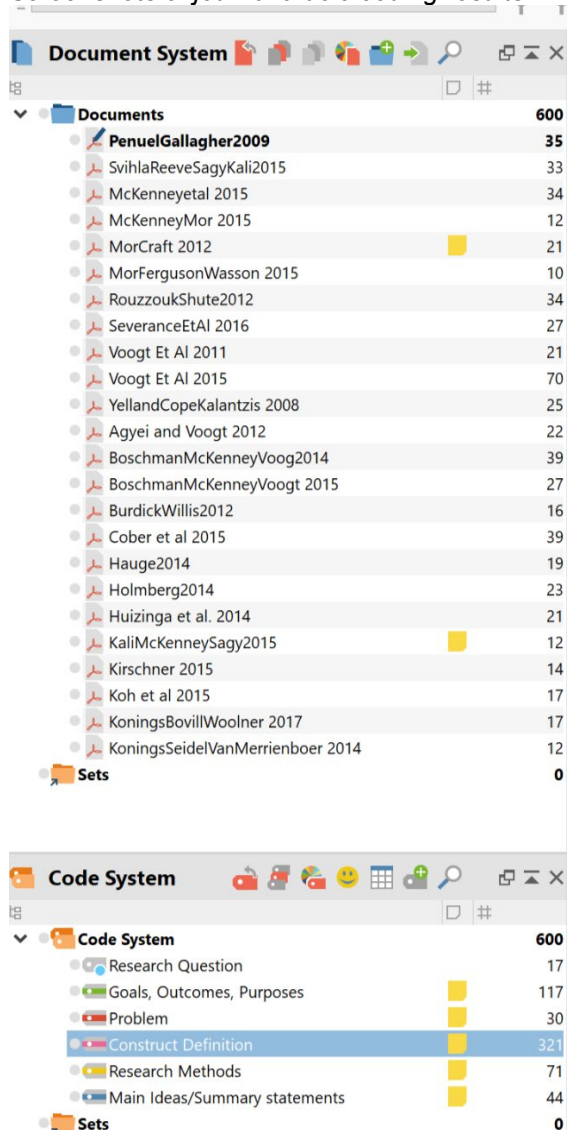 Document System
#
Documents 600
PenuelGallagher2009 35
SvihlaReeveSagyKali2015 33
McKenneyetal 2015 34
McKenneyMor 2015 12
MorCraft 2012 21
MorFergusonWasson 2015 10
RouzzoukShute2012 34
SeveranceEtAl 2016 27
Voogt Et Al 2011 21
Voogt Et Al 2015 70
YellandCopeKalantzis 2008 25
Agyei and Voogt 2012 22
BoschmanMcKenneyVoog2014 39
BoschmanMcKenneyVoogt 2015 27
BurdickWillis2012 16
Cober et al 2015 39
Hauge2014 19
Holmberg2014 23
Huizinga et al. 2014 21
KaliMcKenneySagy2015 12
Kirschner 2015 14
Koh et al 2015 17
KoningsBovillWoolner 2017 17
KoningsSeidelVanMerrienboer 2014 12
Sets 0
Code System
#
Code System 600
Research Question 17
Goals, Outcomes, Purposes 117
Problem 30
Construct Definition 321
Research Methods 71
Main Ideas/Summary statements 44
Sets 0